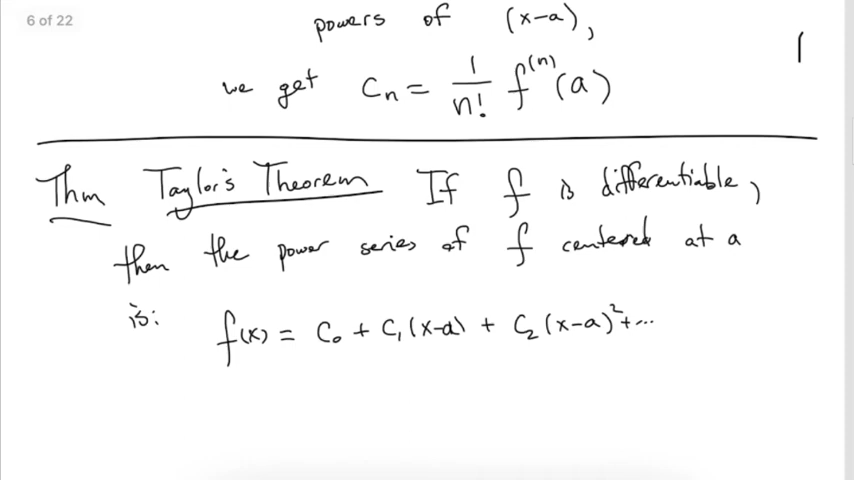 6 of 22
powers of (x-a),
we get Cn = 1/n! f^(n) (a)
Thm Taylor's Theorem If f is differentiable,
then the power series of f centered at a
is:
f(x) = C₀ + C₁(x-a) + C₂(x-a)² + ...